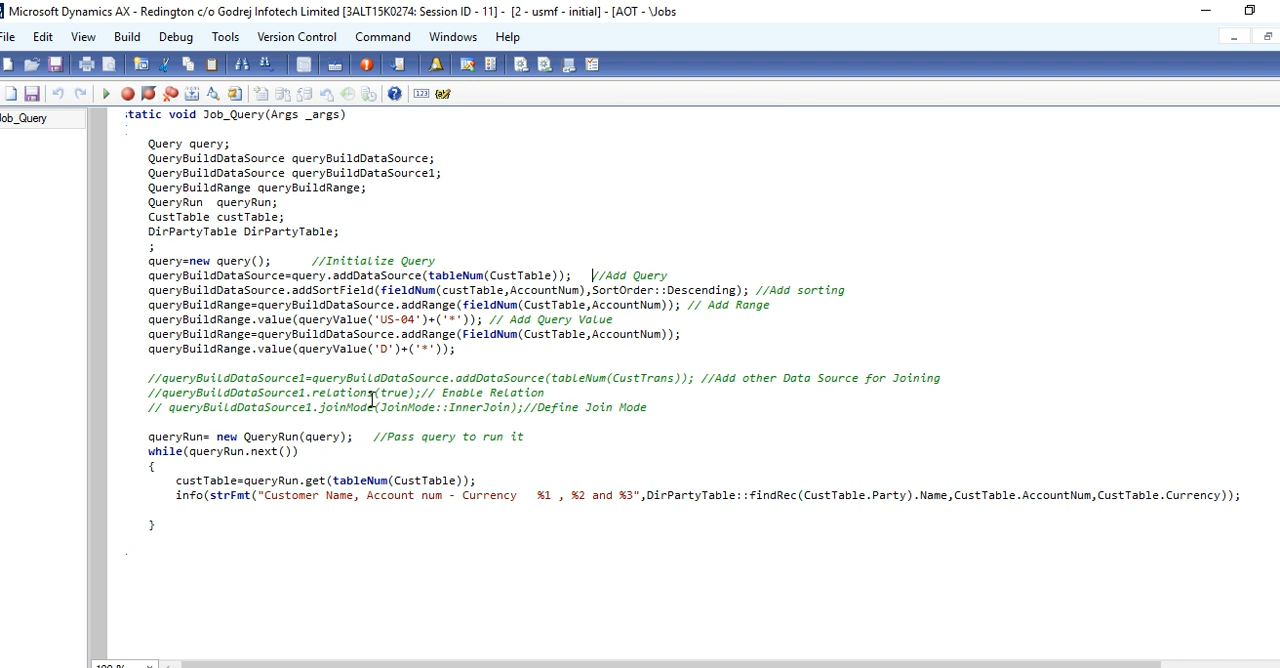 Microsoft Dynamics AX - Redington c/o Godrej Infotech Limited [3ALT15K0274: Session ID - 11] - [2 - usmf - initial] - [AOT - \Jobs
File Edit View Build Debug Tools Version Control Command Windows Help
Job_Query
static void Job_Query(Args _args)
Query query;
QueryBuildDataSource queryBuildDataSource;
QueryBuildDataSource queryBuildDataSource1;
QueryBuildRange queryBuildRange;
QueryRun  queryRun;
CustTable custTable;
DirPartyTable DirPartyTable;
;
query=new query();      //Initialize Query
queryBuildDataSource=query.addDataSource(tableNum(CustTable));   //Add Query
queryBuildDataSource.addSortField(fieldNum(custTable,AccountNum),SortOrder::Descending); //Add sorting
queryBuildRange=queryBuildDataSource.addRange(fieldNum(CustTable,AccountNum)); // Add Range
queryBuildRange.value(queryValue('US-04')+('*')); // Add Query Value
queryBuildRange=queryBuildDataSource.addRange(FieldNum(CustTable,AccountNum));
queryBuildRange.value(queryValue('D')+('*'));
//queryBuildDataSource1=queryBuildDataSource.addDataSource(tableNum(CustTrans)); //Add other Data Source for Joining
//queryBuildDataSource1.relations(true);// Enable Relation
// queryBuildDataSource1.joinMode(JoinMode::InnerJoin);//Define Join Mode
queryRun= new QueryRun(query);   //Pass query to run it
while(queryRun.next())
{
custTable=queryRun.get(tableNum(CustTable));
info(strFmt("Customer Name, Account num - Currency   %1 , %2 and %3",DirPartyTable::findRec(CustTable.Party).Name,CustTable.AccountNum,CustTable.Currency));
}
100 %